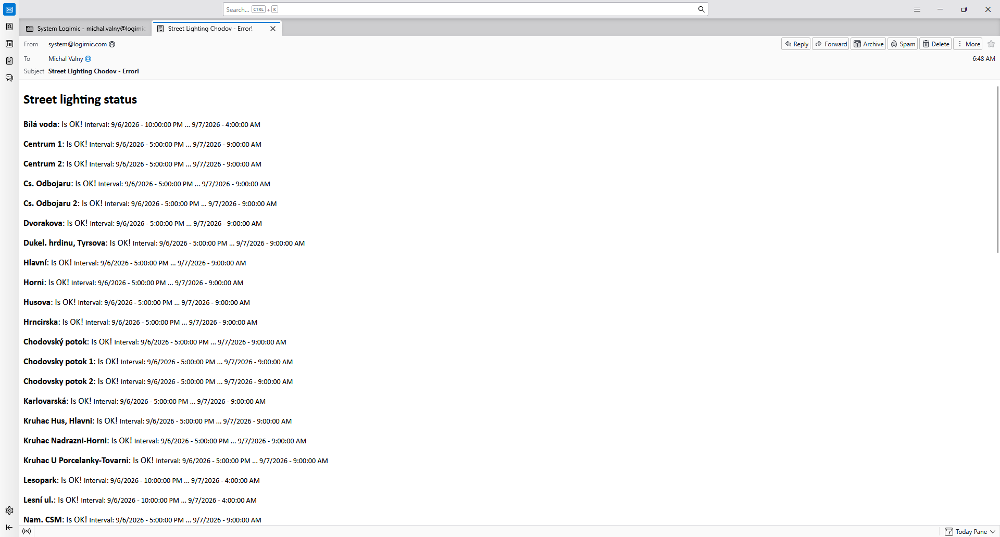 Search... CTRL + K
System Logimic - michal.valny@logimic
Street Lighting Chodov - Error!
From system@logimic.com
Reply Forward Archive Spam Delete More
To Michal Valny
6:48 AM
Subject Street Lighting Chodov - Error!
Street lighting status
Bílá voda: Is OK! Interval: 9/6/2026 - 10:00:00 PM ... 9/7/2026 - 4:00:00 AM
Centrum 1: Is OK! Interval: 9/6/2026 - 5:00:00 PM ... 9/7/2026 - 9:00:00 AM
Centrum 2: Is OK! Interval: 9/6/2026 - 5:00:00 PM ... 9/7/2026 - 9:00:00 AM
Cs. Odbojaru: Is OK! Interval: 9/6/2026 - 5:00:00 PM ... 9/7/2026 - 9:00:00 AM
Cs. Odbojaru 2: Is OK! Interval: 9/6/2026 - 5:00:00 PM ... 9/7/2026 - 9:00:00 AM
Dvorakova: Is OK! Interval: 9/6/2026 - 5:00:00 PM ... 9/7/2026 - 9:00:00 AM
Dukel. hrdinu, Tyrsova: Is OK! Interval: 9/6/2026 - 5:00:00 PM ... 9/7/2026 - 9:00:00 AM
Hlavní: Is OK! Interval: 9/6/2026 - 5:00:00 PM ... 9/7/2026 - 9:00:00 AM
Horni: Is OK! Interval: 9/6/2026 - 5:00:00 PM ... 9/7/2026 - 9:00:00 AM
Husova: Is OK! Interval: 9/6/2026 - 5:00:00 PM ... 9/7/2026 - 9:00:00 AM
Hrncirska: Is OK! Interval: 9/6/2026 - 5:00:00 PM ... 9/7/2026 - 9:00:00 AM
Chodovský potok: Is OK! Interval: 9/6/2026 - 5:00:00 PM ... 9/7/2026 - 9:00:00 AM
Chodovsky potok 1: Is OK! Interval: 9/6/2026 - 5:00:00 PM ... 9/7/2026 - 9:00:00 AM
Chodovsky potok 2: Is OK! Interval: 9/6/2026 - 5:00:00 PM ... 9/7/2026 - 9:00:00 AM
Karlovarská: Is OK! Interval: 9/6/2026 - 5:00:00 PM ... 9/7/2026 - 9:00:00 AM
Kruhac Hus, Hlavni: Is OK! Interval: 9/6/2026 - 5:00:00 PM ... 9/7/2026 - 9:00:00 AM
Kruhac Nadrazni-Horni: Is OK! Interval: 9/6/2026 - 5:00:00 PM ... 9/7/2026 - 9:00:00 AM
Kruhac U Porcelanky-Tovarni: Is OK! Interval: 9/6/2026 - 5:00:00 PM ... 9/7/2026 - 9:00:00 AM
Lesopark: Is OK! Interval: 9/6/2026 - 10:00:00 PM ... 9/7/2026 - 4:00:00 AM
Lesní ul.: Is OK! Interval: 9/6/2026 - 10:00:00 PM ... 9/7/2026 - 4:00:00 AM
Nam. CSM: Is OK! Interval: 9/6/2026 - 5:00:00 PM ... 9/7/2026 - 9:00:00 AM
7 Today Pane